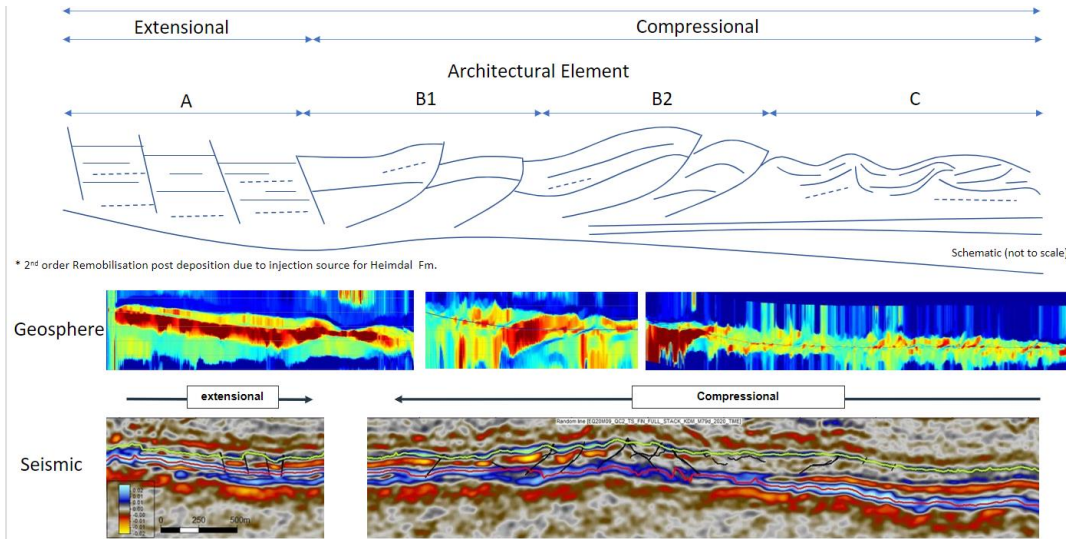 Extensional Compressional
Architectural Element
A B1 B2 C
Schematic (not to scale)
* 2nd order Remobilisation post deposition due to injection source for Heimdal Fm.
Geosphere
extensional Compressional
Seismic
0 250 500m